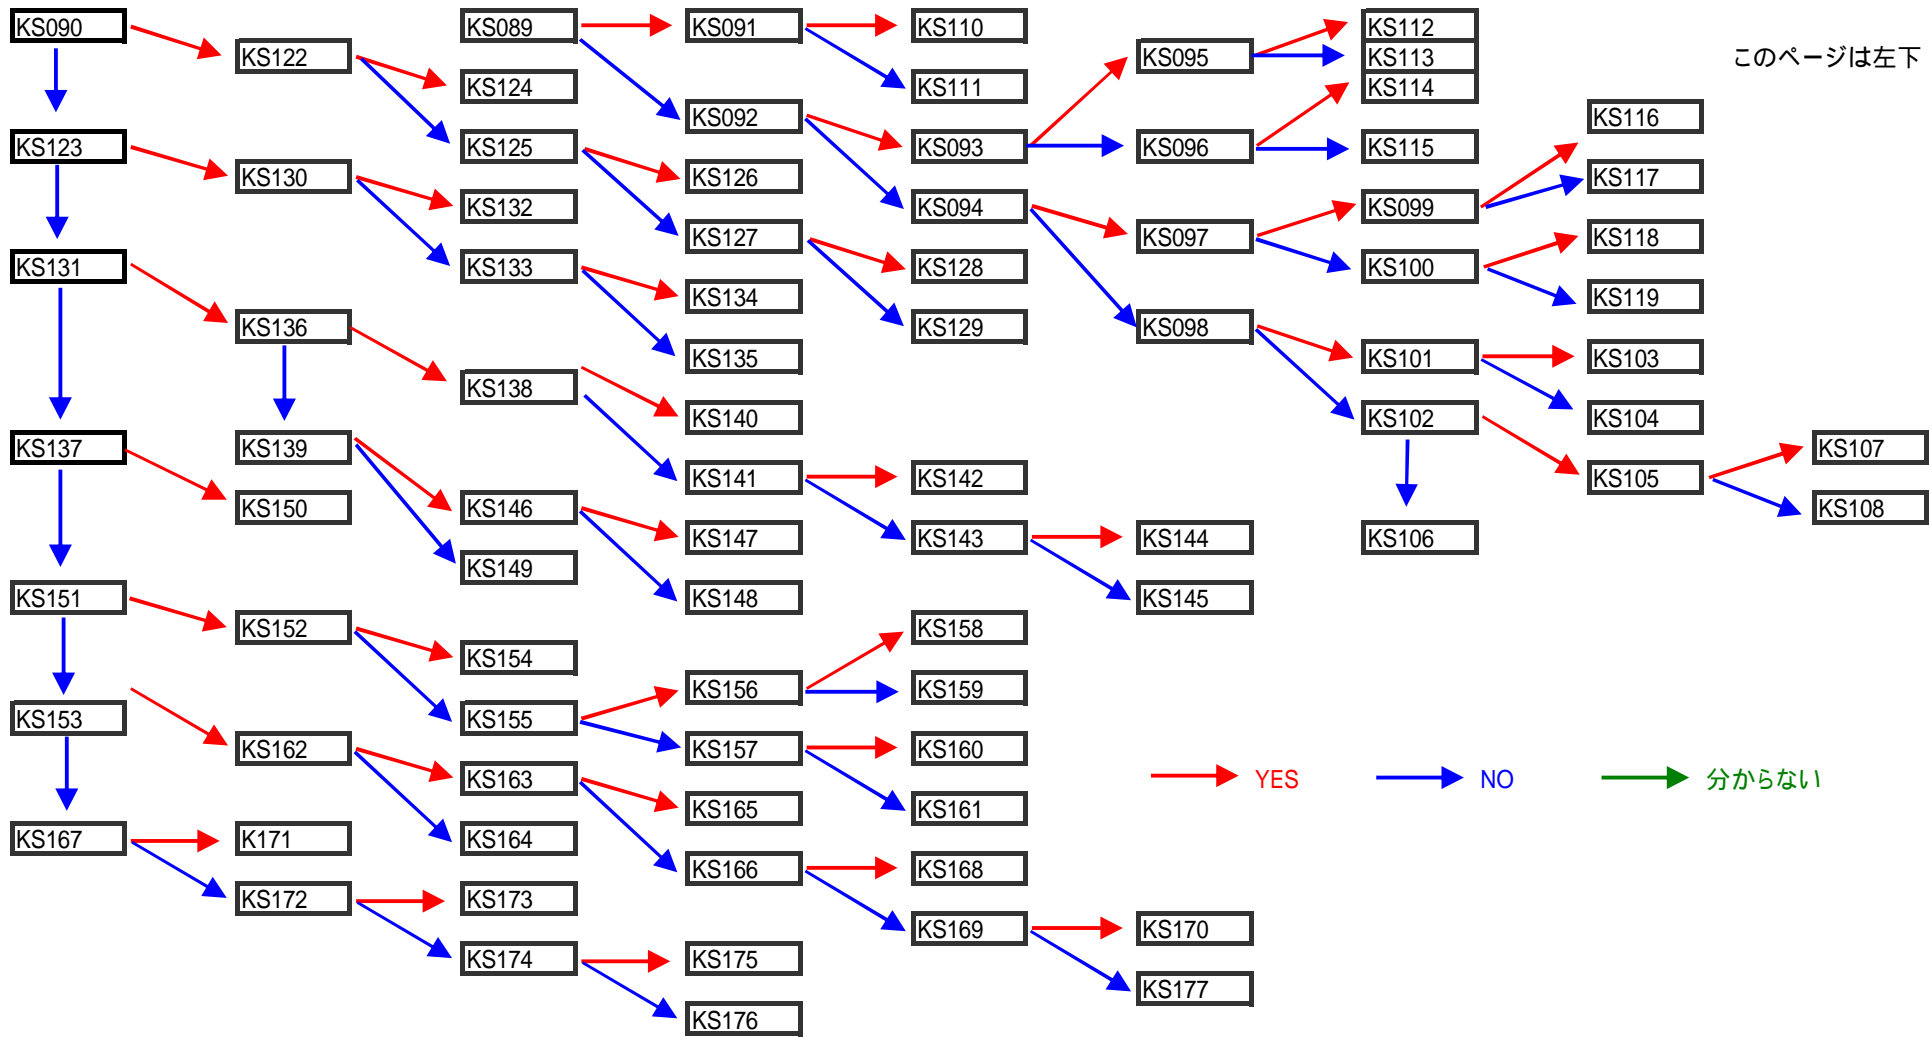 KS090 KS089 KS091 KS110 KS112
KS122 KS095 KS113 このページは左下
KS124 KS111 KS114
KS092 KS116
KS123 KS125 KS093 KS096 KS115
KS130 KS126 KS117
KS132 KS094 KS099
KS127 KS097 KS118
KS131 KS133 KS128 KS100
KS134 KS119
KS136 KS129 KS098
KS135 KS101 KS103
KS138
KS140 KS102 KS104
KS137 KS139 KS107
KS141 KS142 KS105
KS150 KS146 KS108
KS147 KS143 KS144 KS106
KS149
KS151 KS148 KS145
KS152 KS158
KS154
KS156 KS159
KS153 KS155
KS162 KS157 KS160
KS163 YES NO 分からない
KS165 KS161
KS167 K171 KS164
KS166 KS168
KS172 KS173
KS169 KS170
KS174 KS175
KS177
KS176